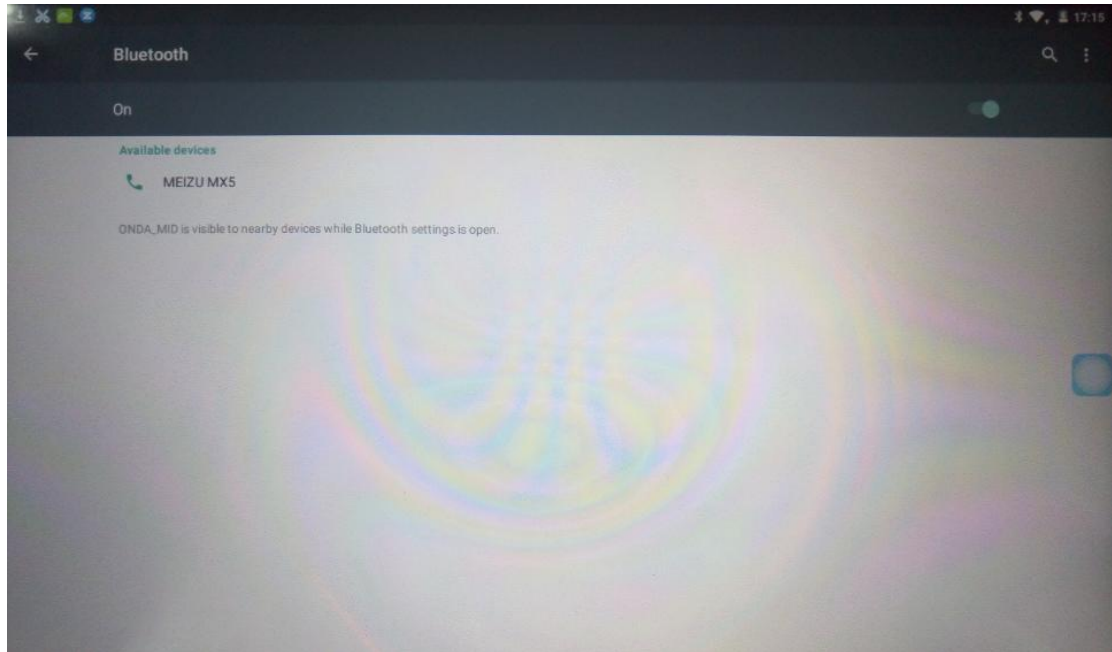 17:15
Bluetooth
On
Available devices
MEIZU MX5
ONDA_MID is visible to nearby devices while Bluetooth settings is open.